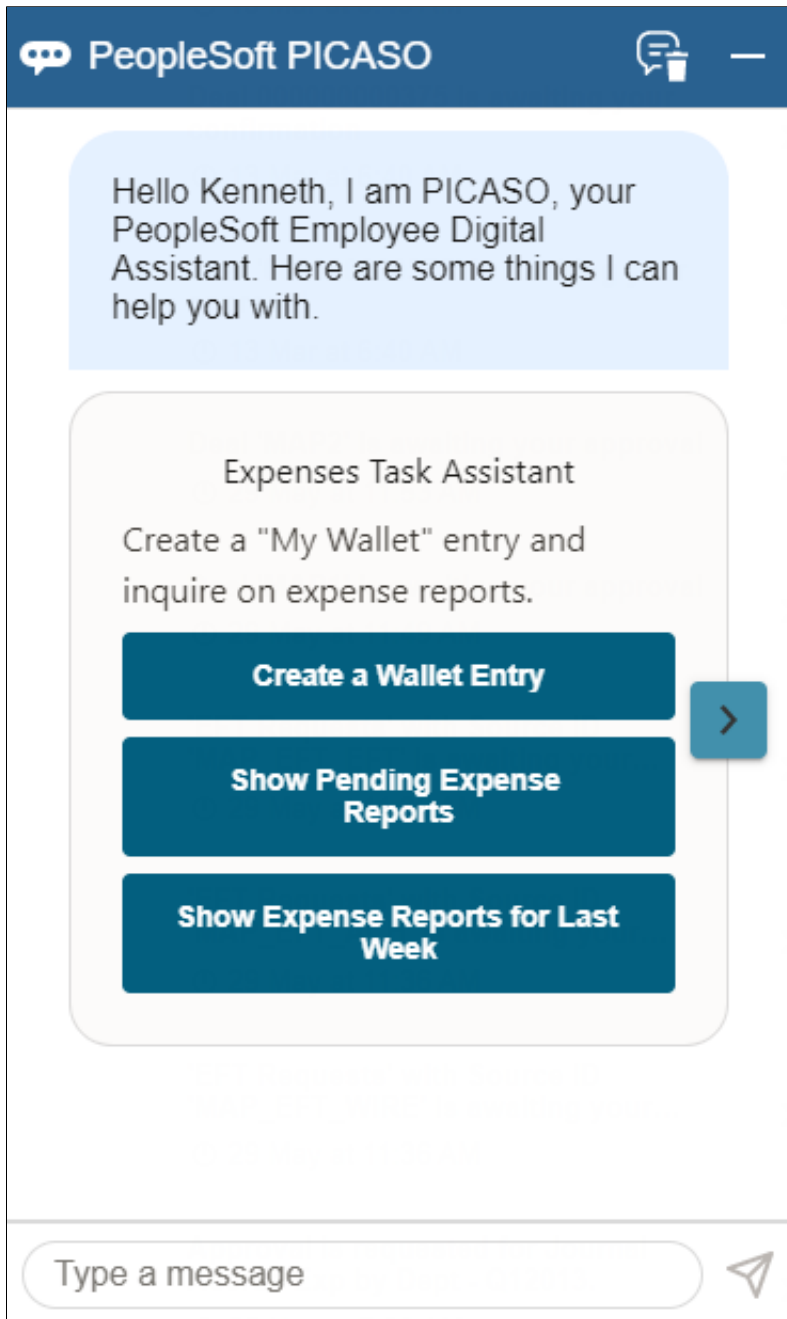 PeopleSoft PICASO
Hello Kenneth, I am PICASO, your
PeopleSoft Employee Digital
Assistant. Here are some things I can
help you with.
Expenses Task Assistant
Create a "My Wallet" entry and
inquire on expense reports.
Create a Wallet Entry
Show Pending Expense
Reports
Show Expense Reports for Last
Week
Type a message